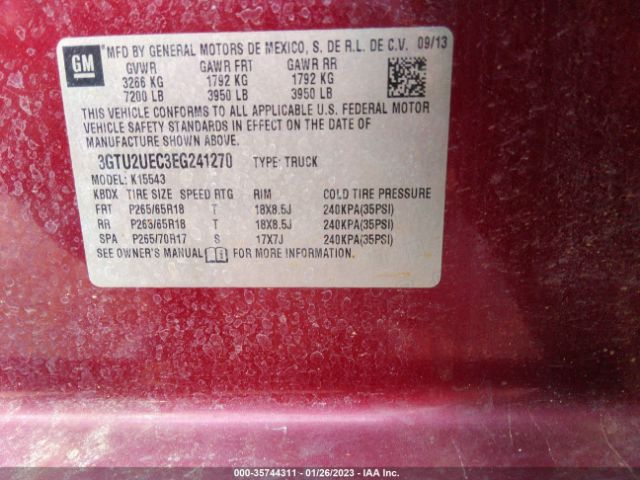 GM MFD BY GENERAL MOTORS DE MEXICO, S. DE R.L. DE C.V. 09/13
GVWR GAWR FRT GAWR RR
3266 KG 1792 KG 1792 KG
7200 LB 3950 LB 3950 LB
THIS VEHICLE CONFORMS TO ALL APPLICABLE U.S. FEDERAL MOTOR
VEHICLE SAFETY STANDARDS IN EFFECT ON THE DATE OF
MANUFACTURE SHOWN ABOVE.
3GTU2UEC3EG241270 TYPE: TRUCK
MODEL: K15543
KBDX TIRE SIZE SPEED RTG RIM COLD TIRE PRESSURE
FRT P265/65R18 T 18X8.5J 240KPA(35PSI)
RR P265/65R18 T 18X8.5J 240KPA(35PSI)
SPA P265/70R17 S 17X7J 240KPA(35PSI)
SEE OWNER'S MANUAL FOR MORE INFORMATION.
000-35744311 - 01/26/2023 - IAA Inc.